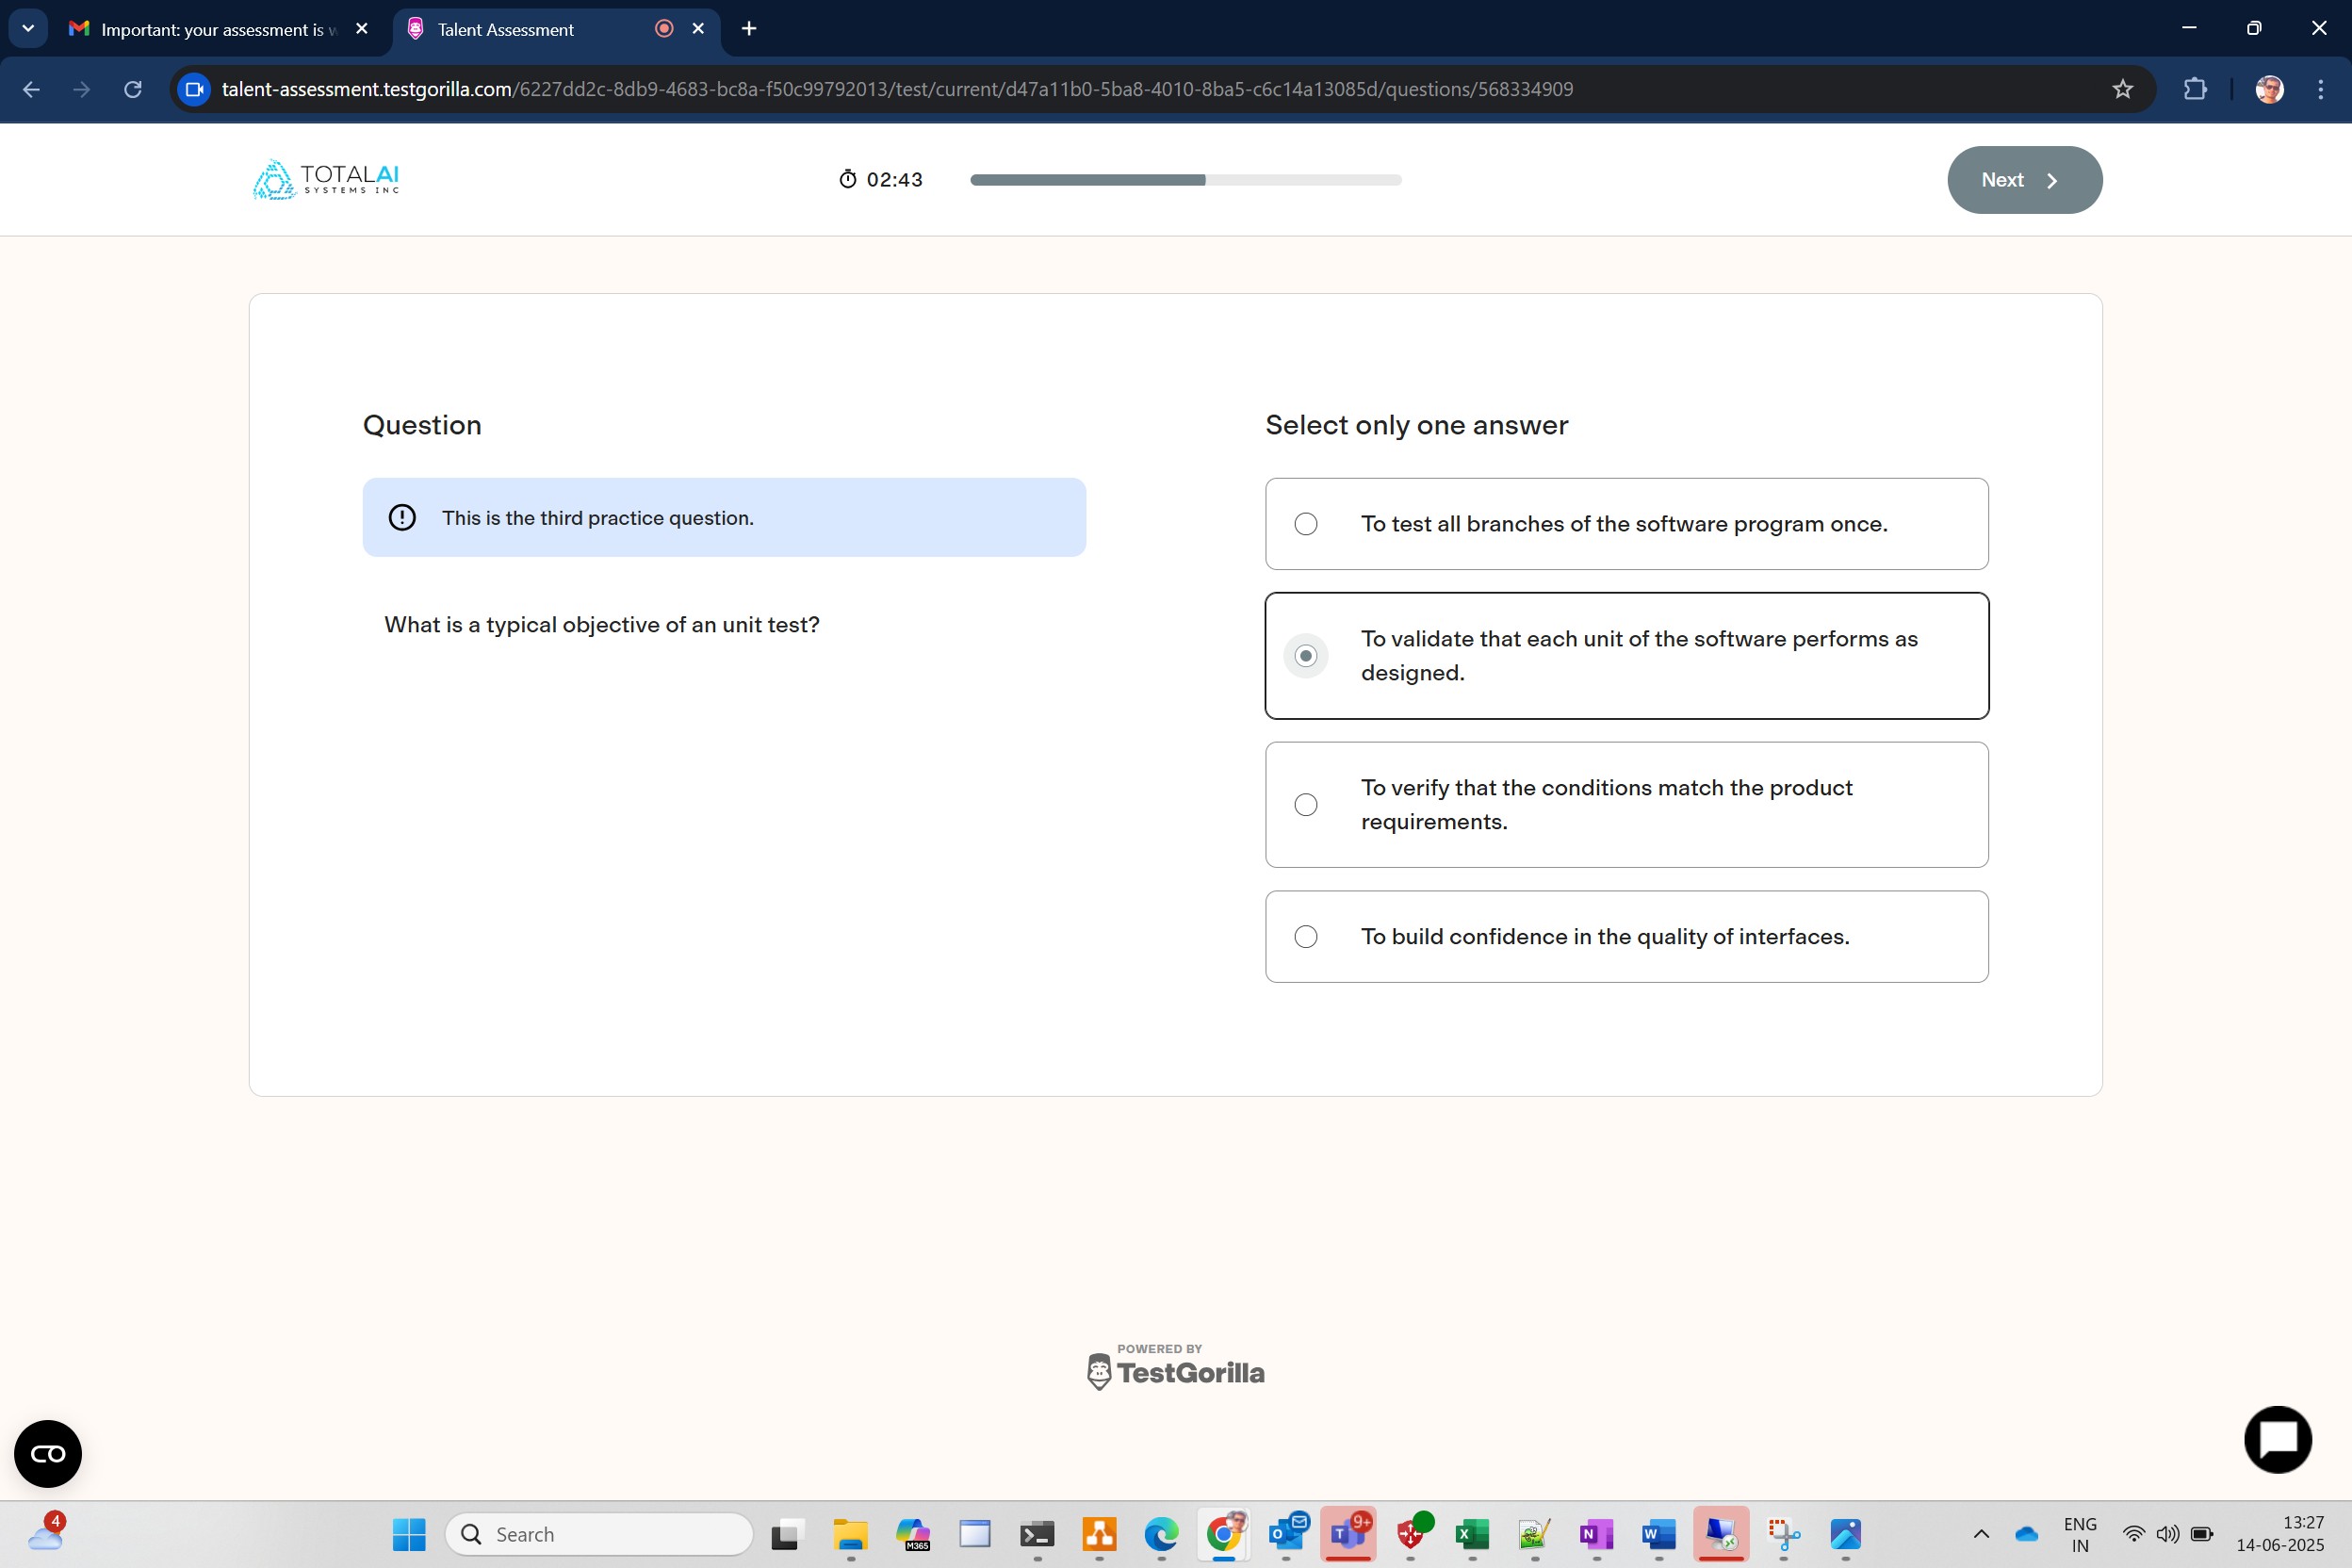 Important: your assessment is w
Talent Assessment
talent-assessment.testgorilla.com/6227dd2c-8db9-4683-bc8a-f50c99792013/test/current/d47a11b0-5ba8-4010-8ba5-c6c14a13085d/questions/568334909
TOTALAI
SYSTEMS INC
02:43
Next
Question
This is the third practice question.
What is a typical objective of an unit test?
Select only one answer
To test all branches of the software program once.
To validate that each unit of the software performs as
designed.
To verify that the conditions match the product
requirements.
To build confidence in the quality of interfaces.
POWERED BY
TestGorilla
4
Search
M365
9+
ENG
IN
13:27
14-06-2025